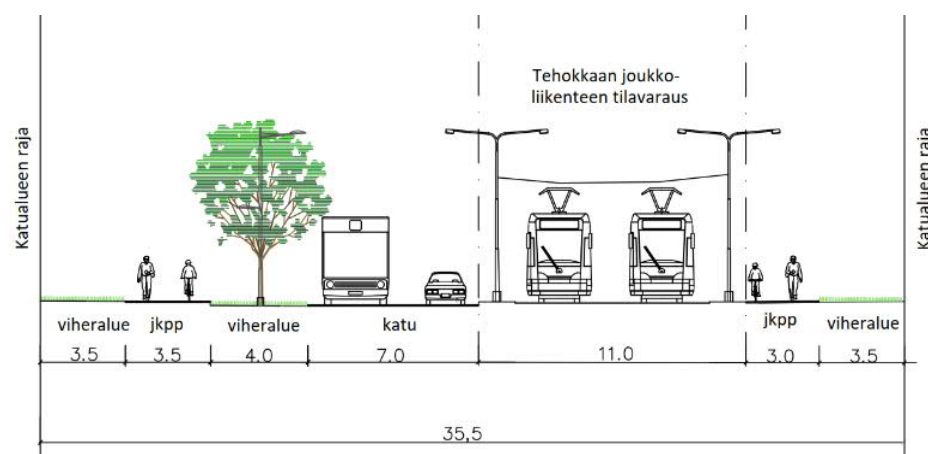 Tehokkaan joukko-
liikenteen tilavaraus
Katualueen raja
Katualueen raja
viheralue jkpp viheralue katu jkpp viheralue
3.5 3.5 4.0 7.0 11.0 3.0 3.5
35,5